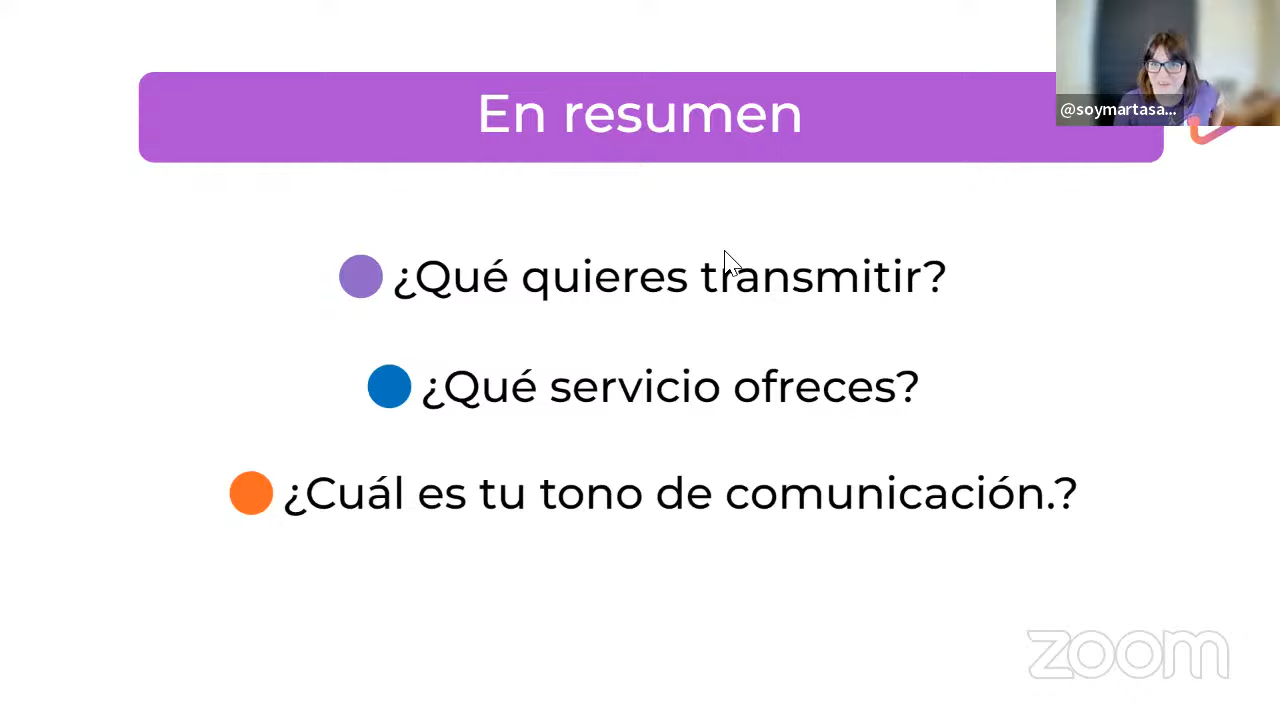 En resumen
@soymartasa...
¿Qué quieres transmitir?
¿Qué servicio ofreces?
¿Cuál es tu tono de comunicación.?
zoom